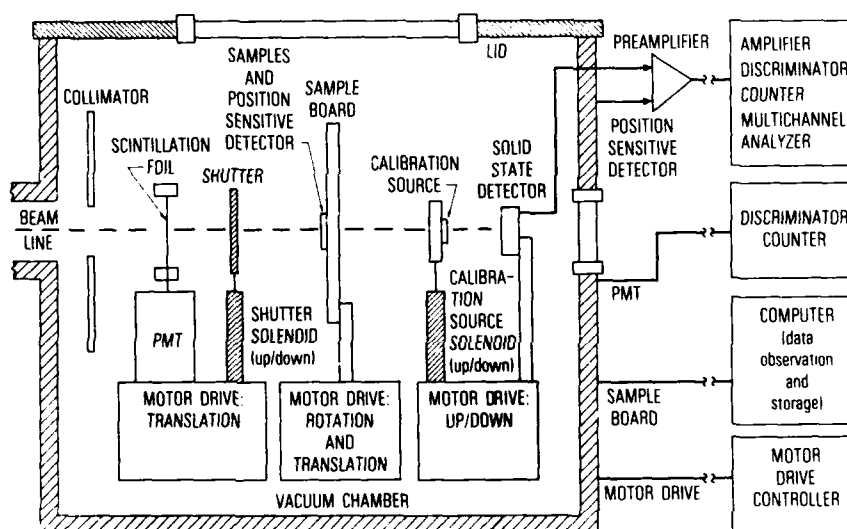 LID
COLLIMATOR
SCINTILLATION
FOIL
SHUTTER
SAMPLES
AND
POSITION
SENSITIVE
DETECTOR
SAMPLE
BOARD
CALIBRATION
SOURCE
SOLID
STATE
DETECTOR
PREAMPLIFIER
POSITION
SENSITIVE
DETECTOR
AMPLIFIER
DISCRIMINATOR
COUNTER
MULTICHANNEL
ANALYZER
BEAM
LINE
PMT
SHUTTER
SOLENOID
(up/down)
CALIBRA-
TION
SOURCE
SOLENOID
(up/down)
PMT
DISCRIMINATOR
COUNTER
MOTOR DRIVE:
TRANSLATION
MOTOR DRIVE:
ROTATION
AND
TRANSLATION
MOTOR DRIVE:
UP/DOWN
SAMPLE
BOARD
COMPUTER
(data
observation
and
storage)
VACUUM CHAMBER
MOTOR DRIVE
MOTOR
DRIVE
CONTROLLER